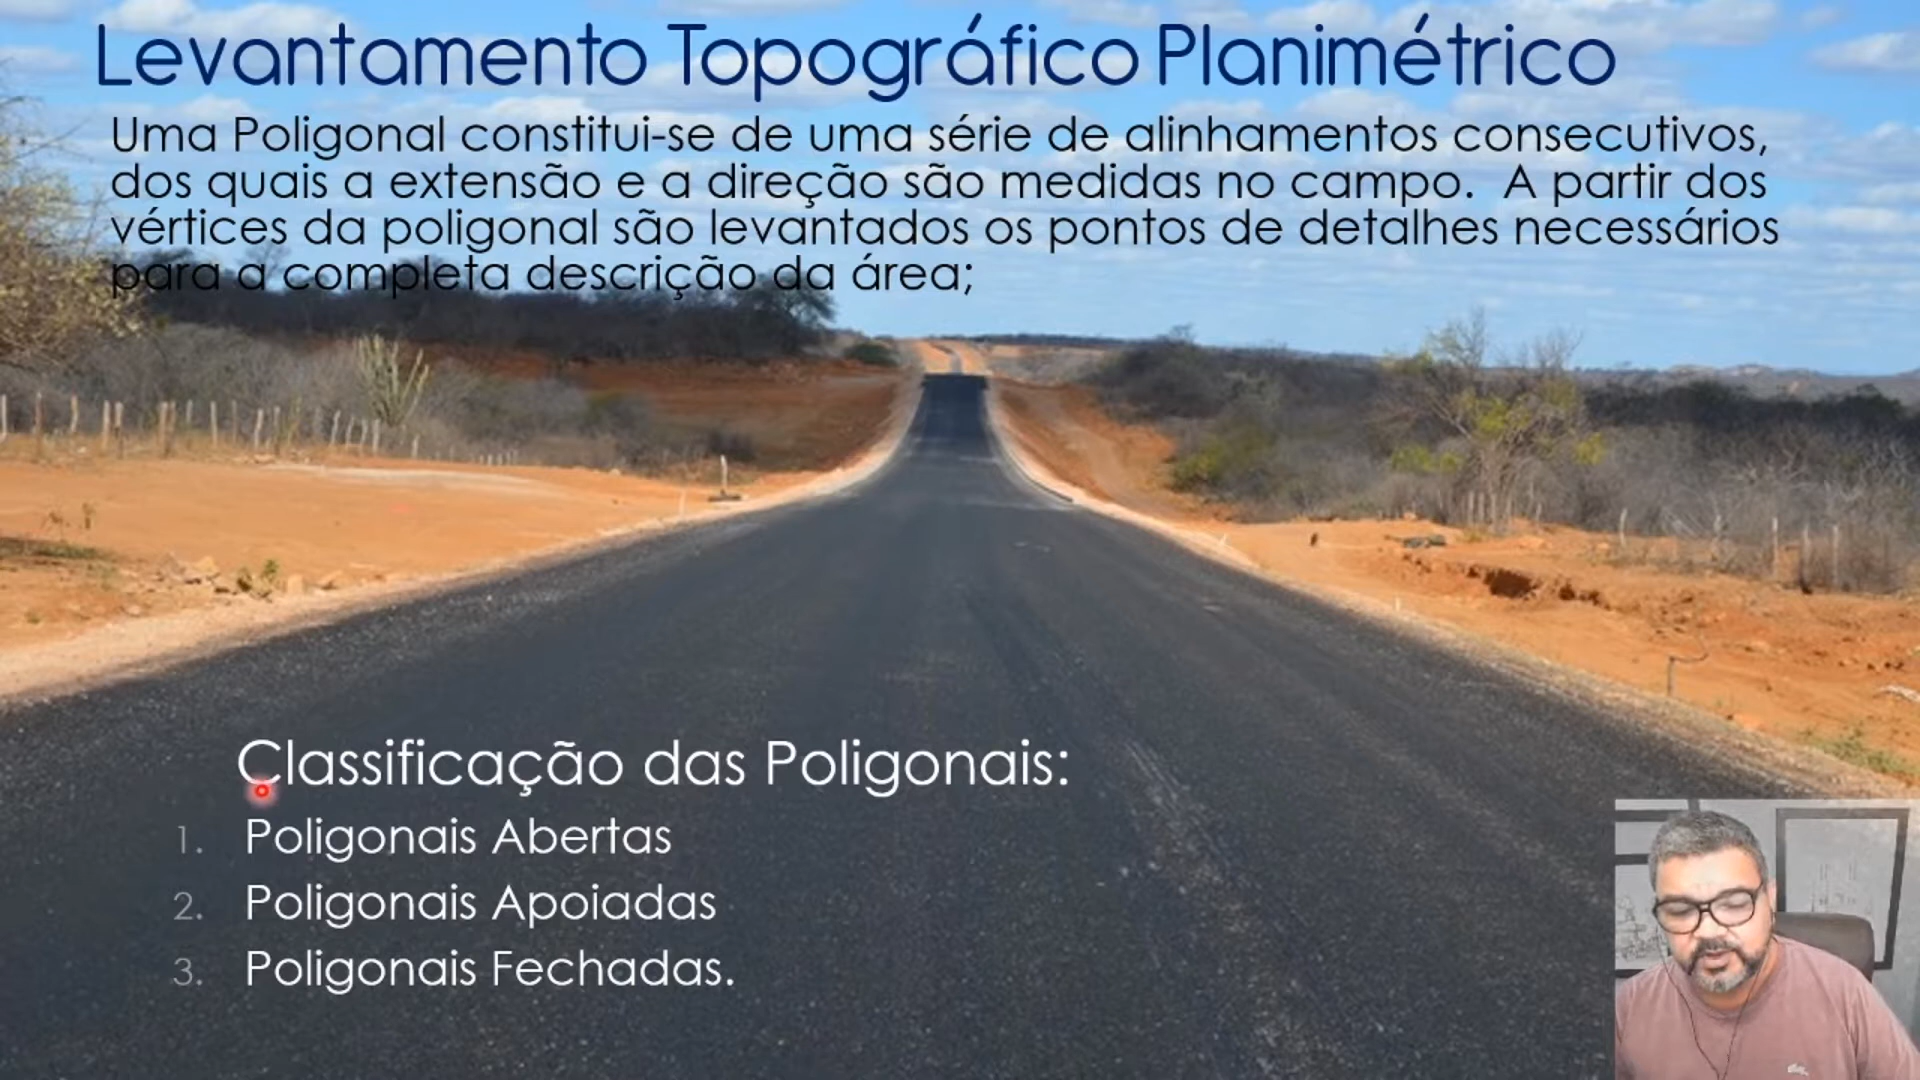 Levantamento Topográfico Planimétrico
Uma Poligonal constitui-se de uma série de alinhamentos consecutivos,
dos quais a extensão e a direção são medidas no campo. A partir dos
vértices da poligonal são levantados os pontos de detalhes necessários
para a completa descrição da área;
Classificação das Poligonais:
1. Poligonais Abertas
2. Poligonais Apoiadas
3. Poligonais Fechadas.